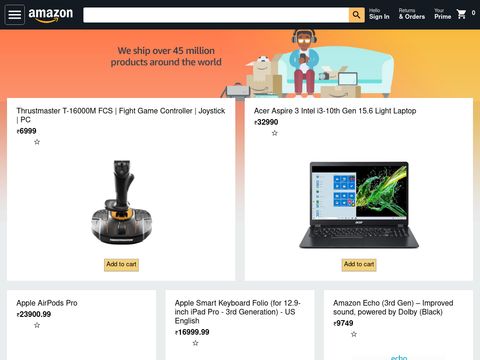 amazon
Hello
Sign In
Returns
& Orders
Your
Prime
0
We ship over 45 million
products around the world
Thrustmaster T-16000M FCS | Fight Game Controller | Joystick
| PC
₹6999
☆
Add to cart
Acer Aspire 3 Intel i3-10th Gen 15.6 Light Laptop
₹32990
☆
acer
Add to cart
Apple AirPods Pro
₹23900.99
☆
Apple Smart Keyboard Folio (for 12.9-
inch iPad Pro - 3rd Generation) - US
English
₹16999.99
☆
Amazon Echo (3rd Gen) – Improved
sound, powered by Dolby (Black)
₹9749
☆
echo